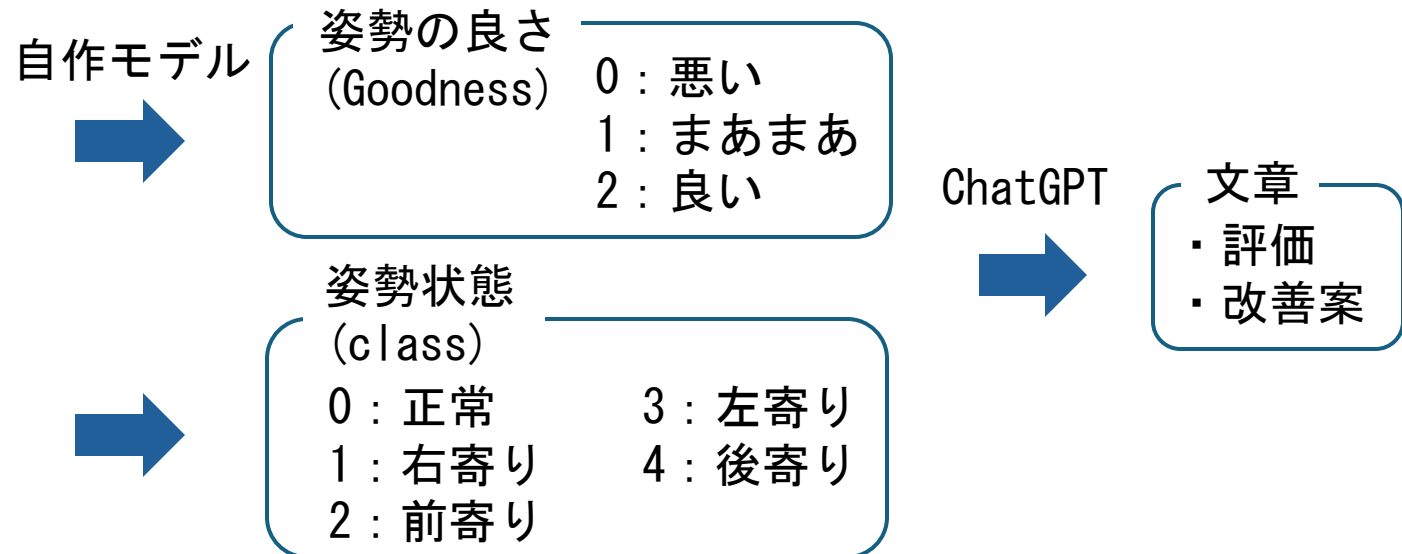 自作モデル
姿勢の良さ
(Goodness)
0：悪い
1：まあまあ
2：良い
姿勢状態
(class)
0：正常
1：右寄り
2：前寄り
3：左寄り
4：後寄り
ChatGPT
文章
・評価
・改善案